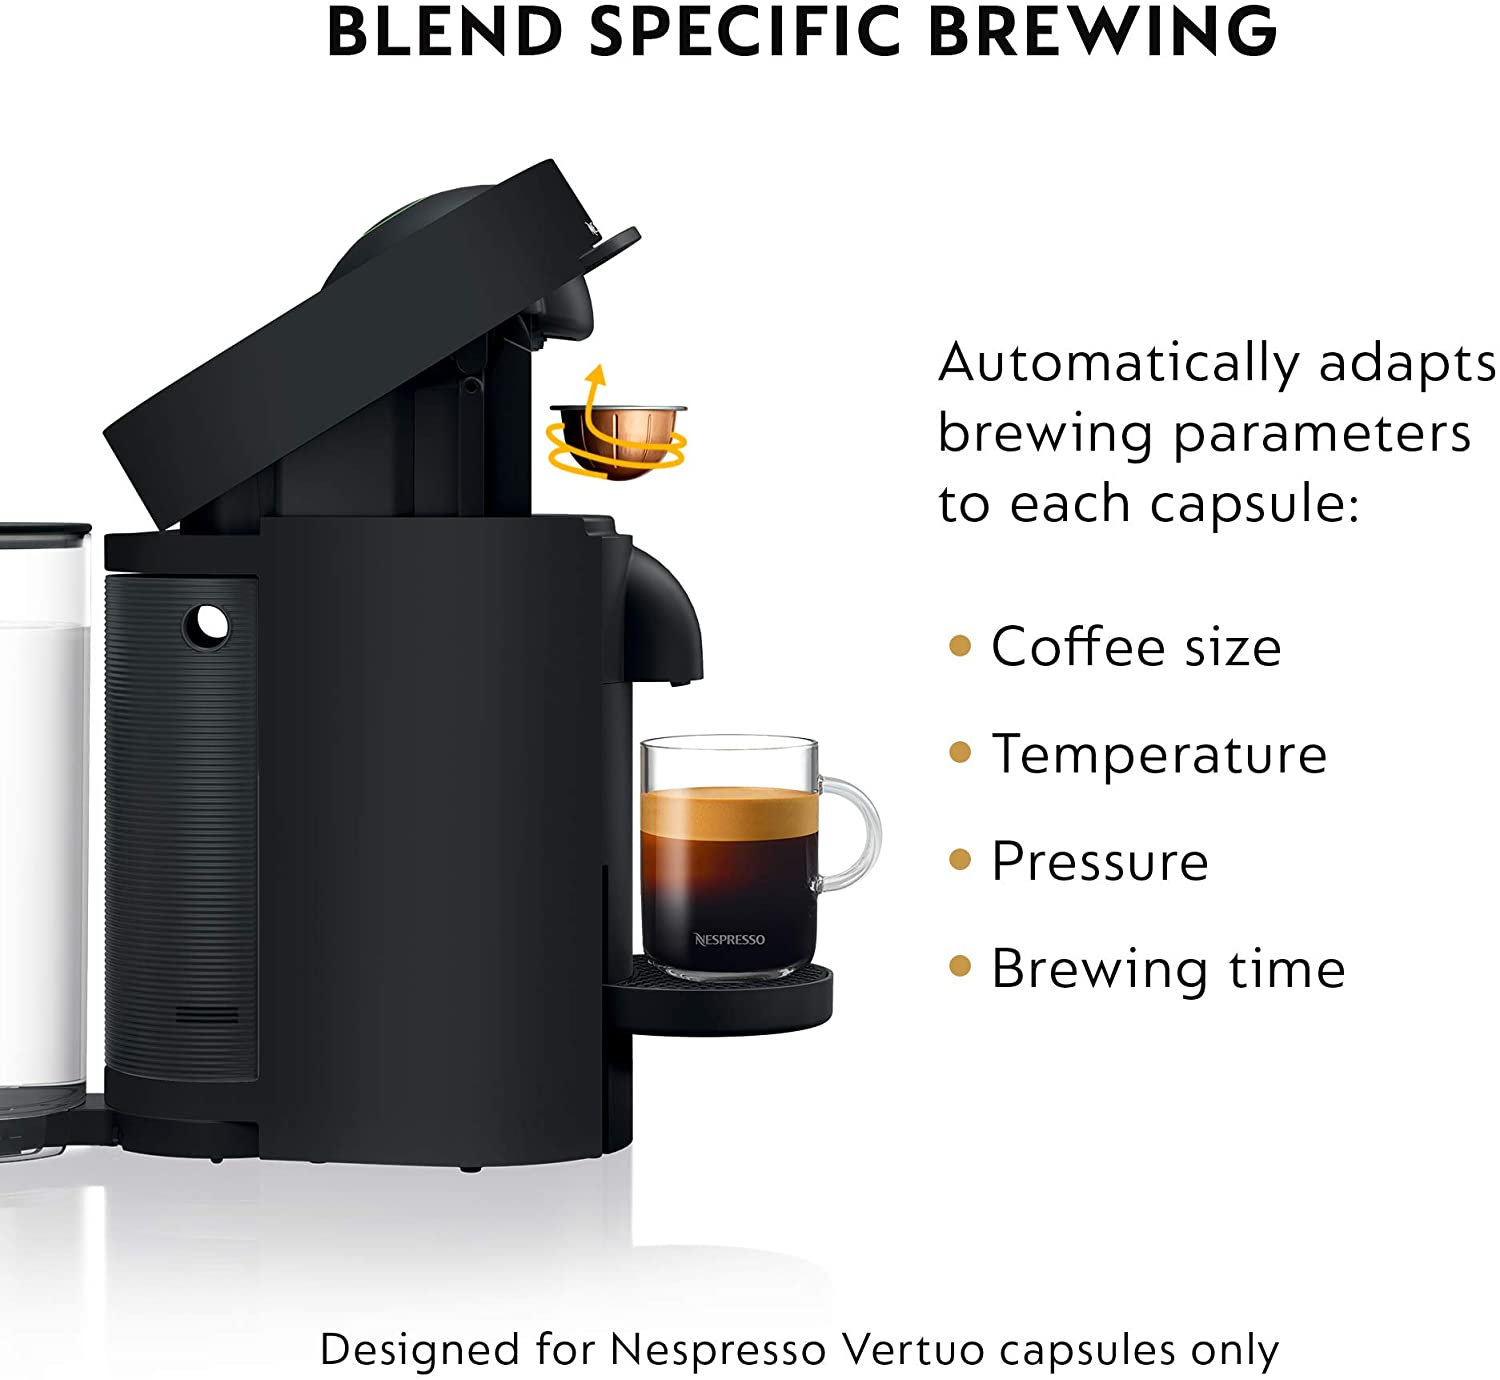 BLEND SPECIFIC BREWING
Automatically adapts
brewing parameters
to each capsule:
• Coffee size
• Temperature
• Pressure
• Brewing time
NESPRESSO
Designed for Nespresso Vertuo capsules only